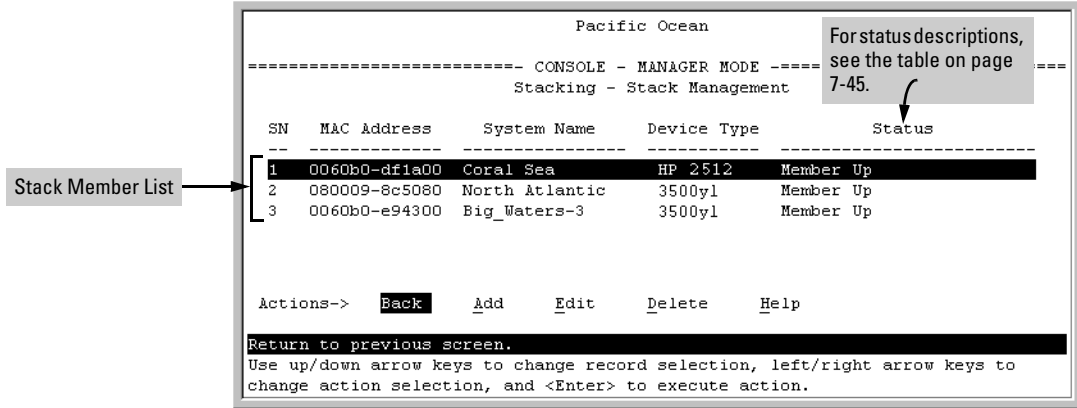 Pacific Ocean
For status descriptions,
see the table on page
7-45.
==========================- CONSOLE - MANAGER MODE -==========================
Stacking - Stack Management
SN MAC Address System Name Device Type Status
-- ------------- ---------------- ----------- -------------------------
Stack Member List
1 0060b0-df1a00 Coral Sea HP 2512 Member Up
2 080009-8c5080 North Atlantic 3500yl Member Up
3 0060b0-e94300 Big_Waters-3 3500yl Member Up
Actions-> Back Add Edit Delete Help
Return to previous screen.
Use up/down arrow keys to change record selection, left/right arrow keys to
change action selection, and <Enter> to execute action.